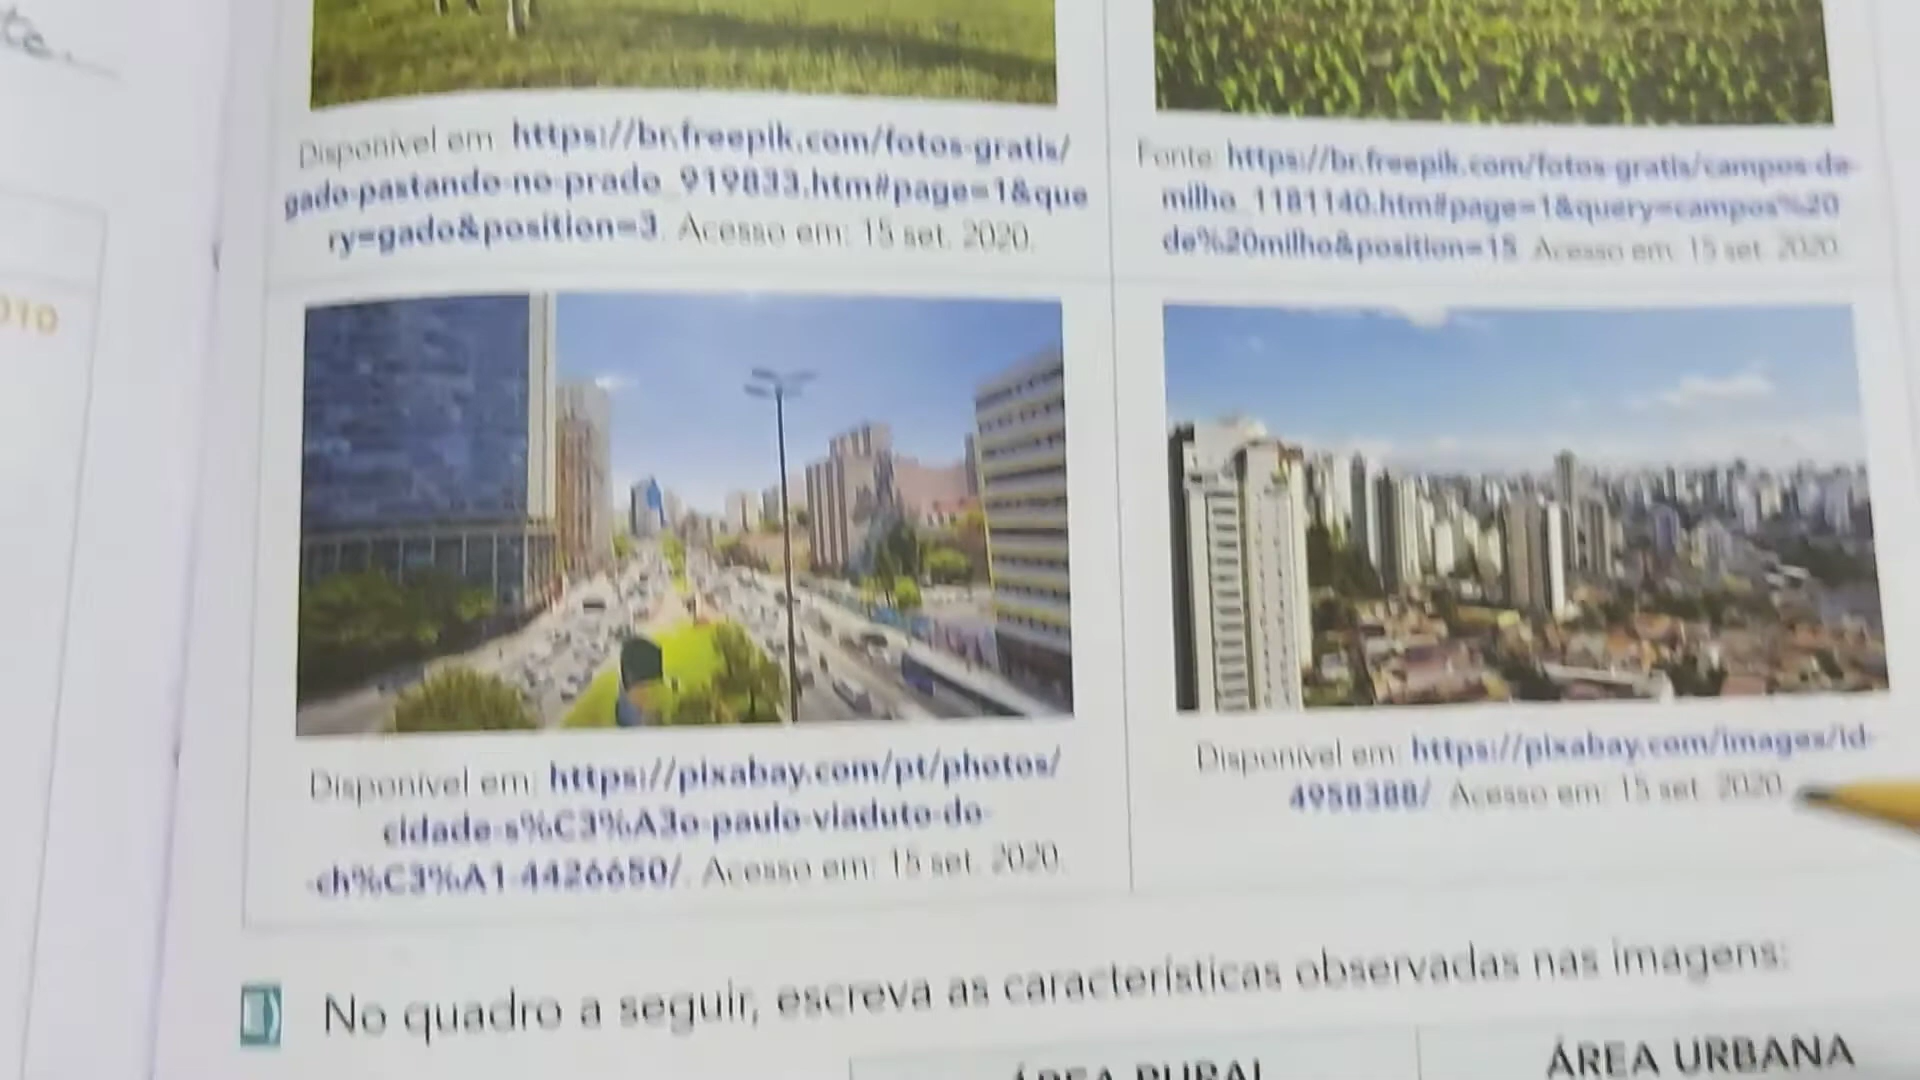 te.
010
Disponível em: https://br.freepik.com/fotos-gratis/
gado-pastando-no-prado_919833.htm#page=1&que
ry=gado&position=3. Acesso em: 15 set. 2020.
Fonte: https://br.freepik.com/fotos-gratis/campos-de-
milho_1181140.htm#page=1&query=campos%20
de%20milho&position=15. Acesso em: 15 set. 2020.
Disponível em: https://pixabay.com/pt/photos/
cidade-s%C3%A3o-paulo-viaduto-do-
-ch%C3%A1-4426650/. Acesso em: 15 set. 2020.
Disponível em: https://pixabay.com/images/id-
4958388/. Acesso em: 15 set. 2020.
No quadro a seguir, escreva as características observadas nas imagens:
ÁREA RURAL
ÁREA URBANA